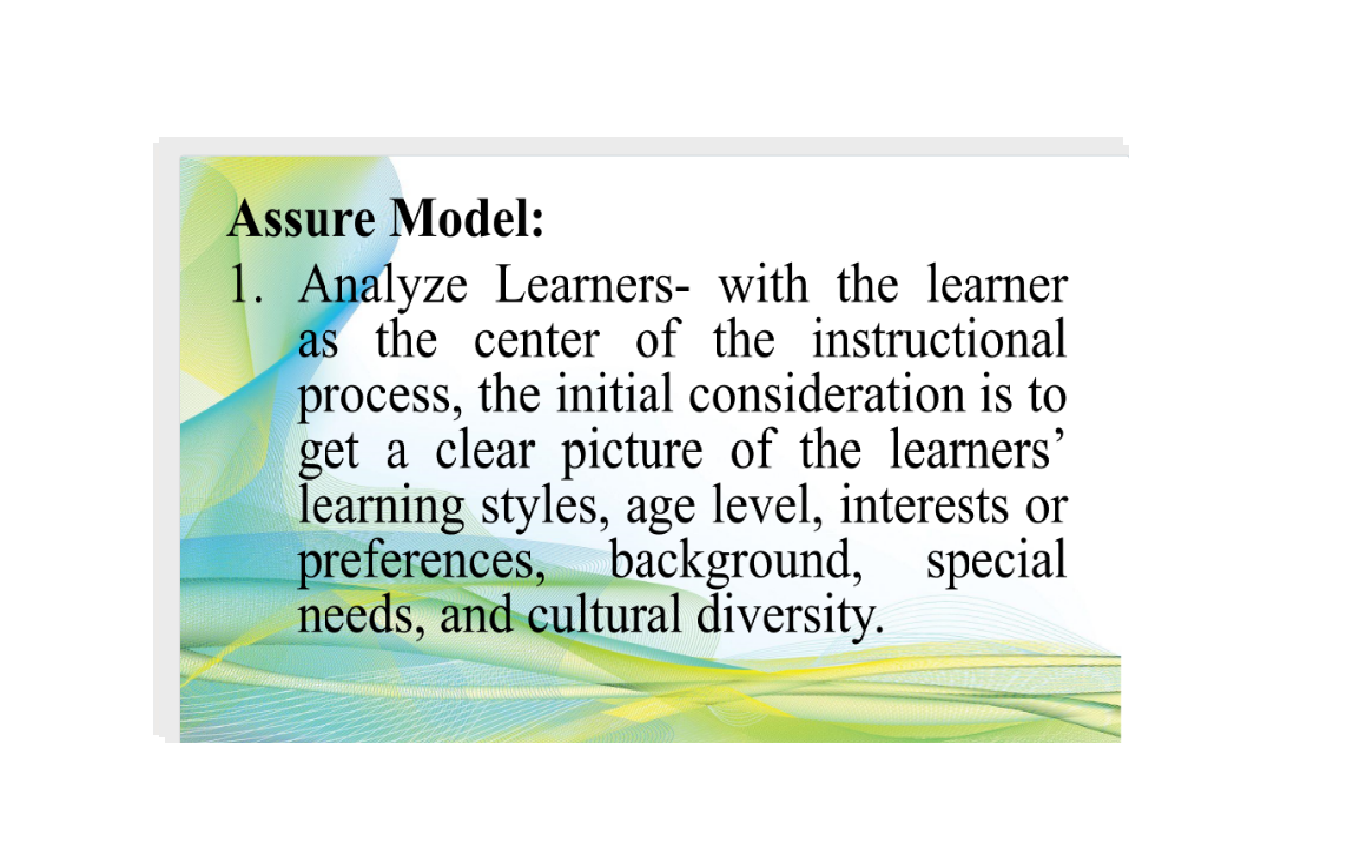 Assure Model:
1. Analyze Learners- with the learner
as the center of the instructional
process, the initial consideration is to
get a clear picture of the learners’
learning styles, age level, interests or
preferences, background, special
needs, and cultural diversity.